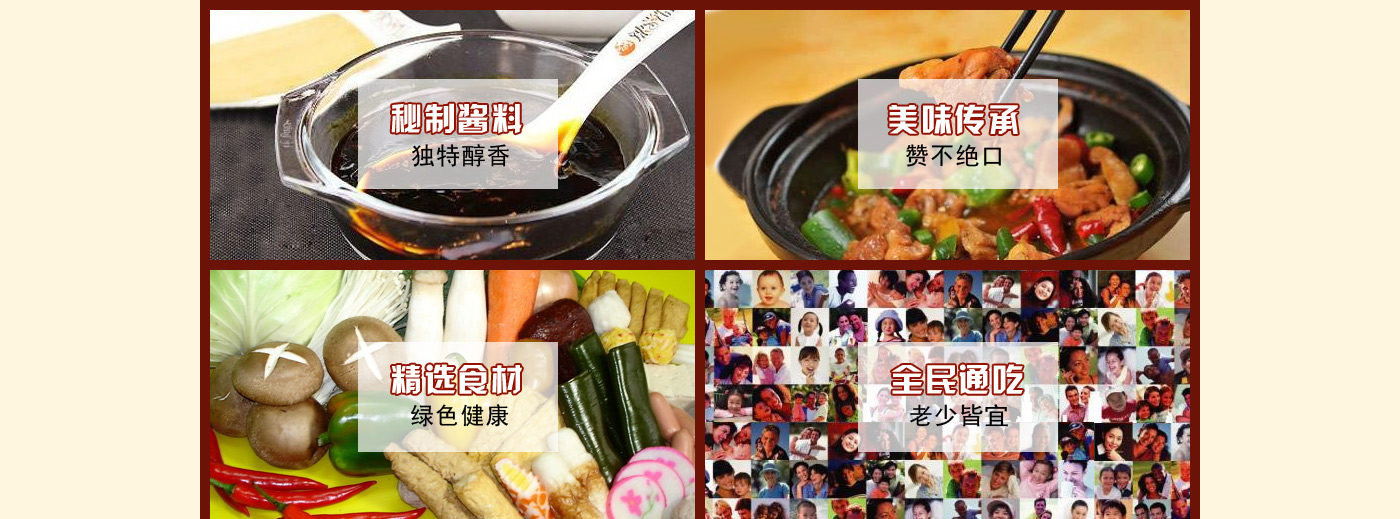 秘制酱料
独特醇香
美味传承
赞不绝口
精选食材
绿色健康
全民通吃
老少皆宜